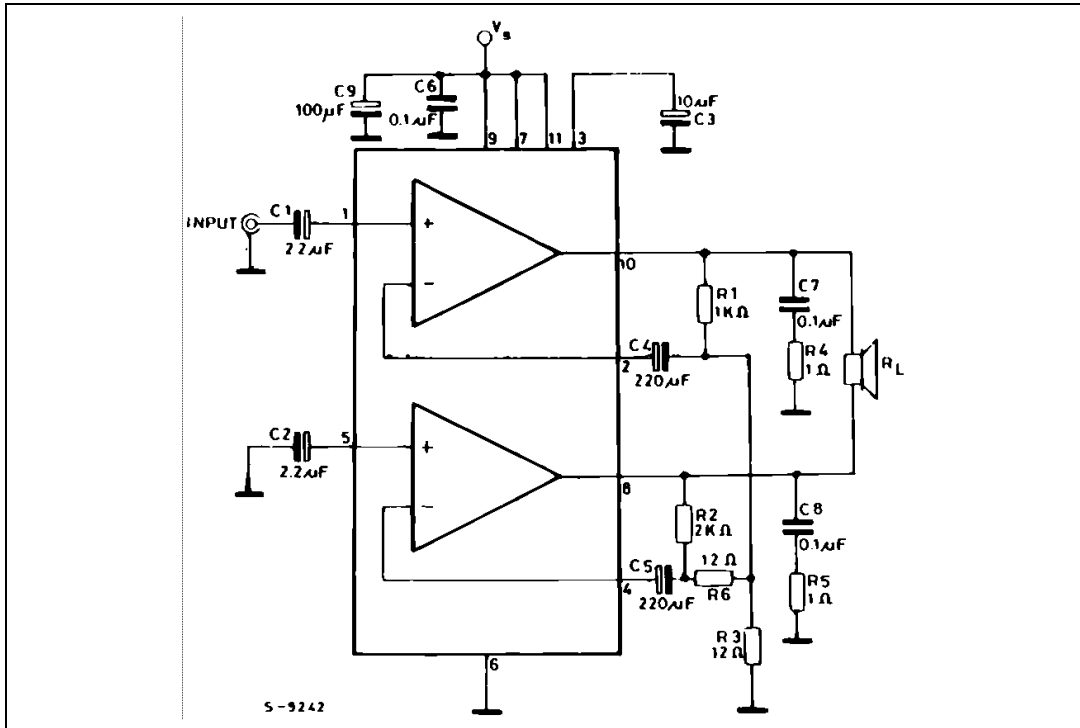 Vs
C9
100µF
C6
0.1µF
10µF
C3
9
7
11
3
INPUT
C1
2.2µF
1
+
−
10
R1
1KΩ
C7
0.1µF
C4
220µF
2
R4
1Ω
RL
C2
2.2µF
5
+
−
8
R2
2KΩ
C8
0.1µF
C5
220µF
4
12Ω
R6
R5
1Ω
R3
12Ω
6
S-9242